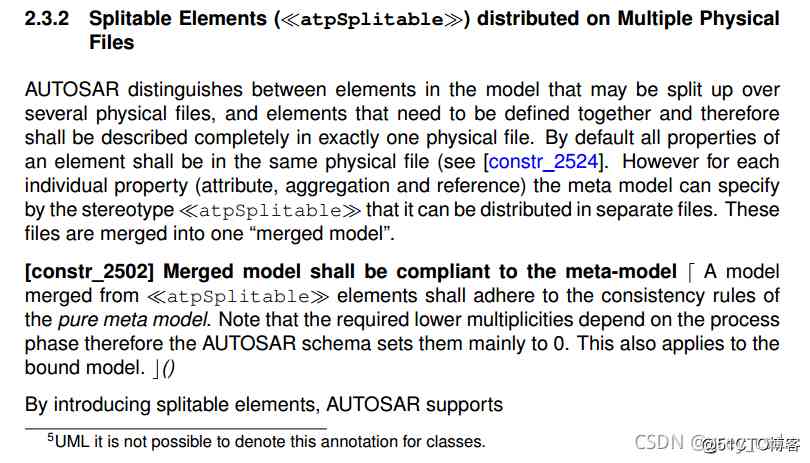 2.3.2 Splitable Elements (≪atpSplitable≫) distributed on Multiple Physical
Files
AUTOSAR distinguishes between elements in the model that may be split up over
several physical files, and elements that need to be defined together and therefore
shall be described completely in exactly one physical file. By default all properties of
an element shall be in the same physical file (see [constr_2524]. However for each
individual property (attribute, aggregation and reference) the meta model can specify
by the stereotype ≪atpSplitable≫ that it can be distributed in separate files. These
files are merged into one “merged model”.
[constr_2502] Merged model shall be compliant to the meta-model ⌈ A model
merged from ≪atpSplitable≫ elements shall adhere to the consistency rules of
the pure meta model. Note that the required lower multiplicities depend on the process
phase therefore the AUTOSAR schema sets them mainly to 0. This also applies to the
bound model. ⌋()
By introducing splitable elements, AUTOSAR supports
5UML it is not possible to denote this annotation for classes.
CSDN
@51CTO博客